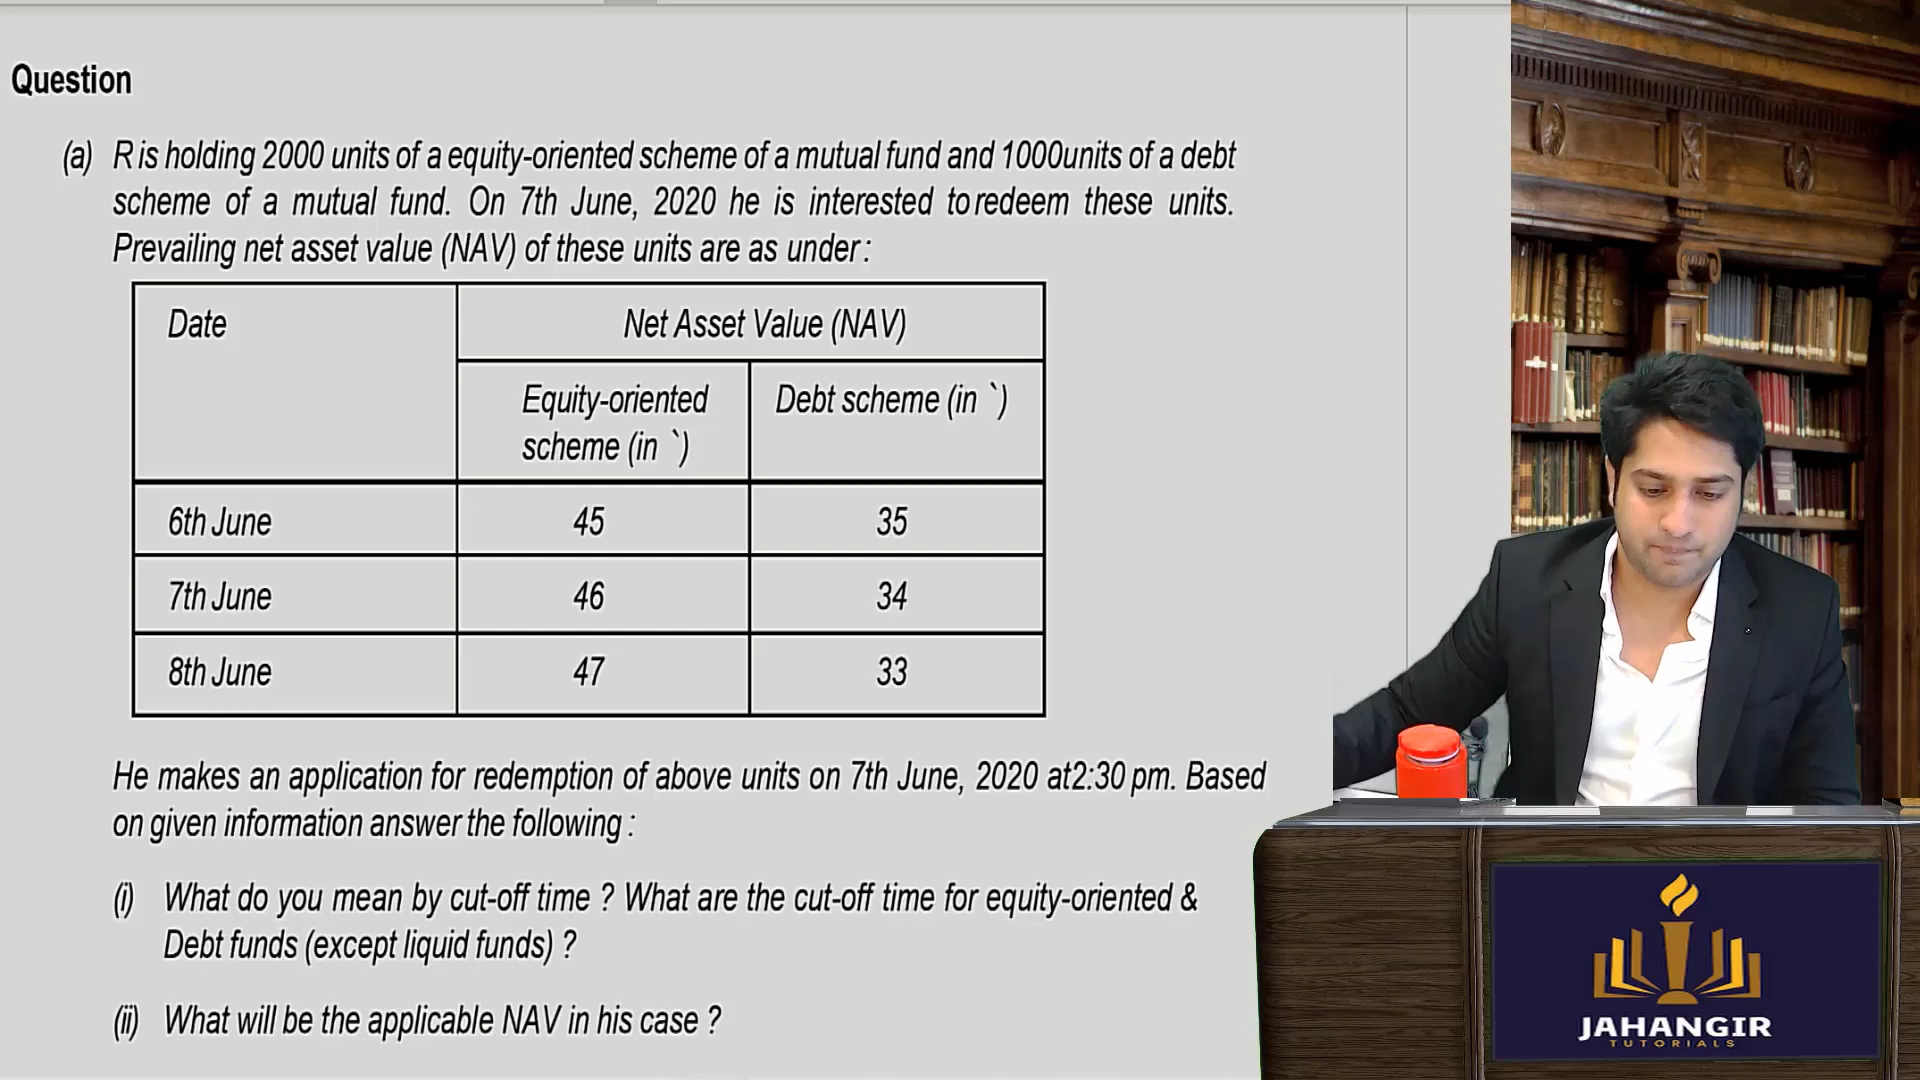 Question
(a) R is holding 2000 units of a equity-oriented scheme of a mutual fund and 1000units of a debt
scheme of a mutual fund. On 7th June, 2020 he is interested to redeem these units.
Prevailing net asset value (NAV) of these units are as under :
Date Net Asset Value (NAV)
Equity-oriented Debt scheme (in `)
scheme (in `)
6th June 45 35
7th June 46 34
8th June 47 33
He makes an application for redemption of above units on 7th June, 2020 at2:30 pm. Based
on given information answer the following :
(i) What do you mean by cut-off time ? What are the cut-off time for equity-oriented &
Debt funds (except liquid funds) ?
(ii) What will be the applicable NAV in his case ?
JAHANGIR
TUTORIALS